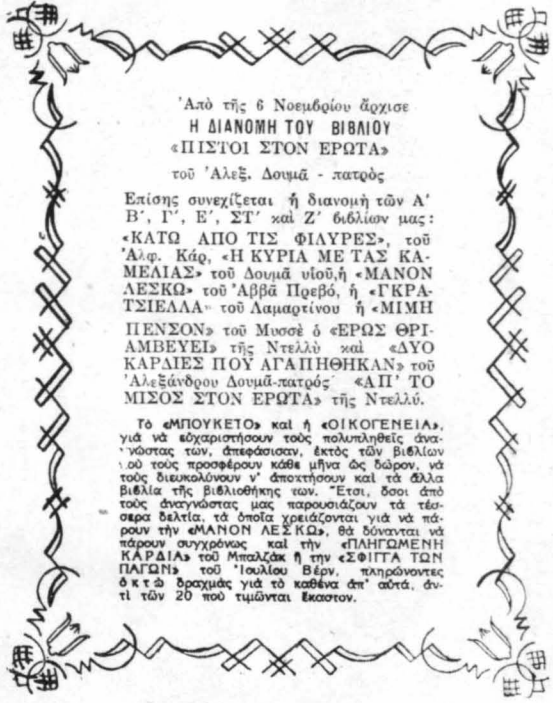 Ἀπὸ τῆς 6 Νοεμβρίου ἄρχισε
Η ΔΙΑΝΟΜΗ ΤΟΥ ΒΙΒΛΙΟΥ
«ΠΙΣΤΟΙ ΣΤΟΝ ΕΡΩΤΑ»
τοῦ Ἀλεξ. Δουμᾶ - πατρὸς
Ἐπίσης συνεχίζεται ἡ διανομὴ τῶν Α΄
Β΄, Γ΄, Ε΄, ΣΤ΄ καὶ Ζ΄ βιβλίων μας:
«ΚΑΤΩ ΑΠΟ ΤΙΣ ΦΙΛΥΡΕΣ», τοῦ
Ἀλφ. Κάρ, «Η ΚΥΡΙΑ ΜΕ ΤΑΣ ΚΑ-
ΜΕΛΙΑΣ» τοῦ Δουμᾶ υἱοῦ, ἡ «ΜΑΝΟΝ
ΛΕΣΚΩ» τοῦ Ἀββᾶ Πρεβό, ἡ «ΓΚΡΑ-
ΤΣΙΕΛΛΑ» τοῦ Λαμαρτίνου ἡ «ΜΙΜΗ
ΠΕΝΣΟΝ» τοῦ Μυσσὲ ὁ «ΕΡΩΣ ΘΡΙ-
ΑΜΒΕΥΕΙ» τῆς Ντελλὺ καὶ «ΔΥΟ
ΚΑΡΔΙΕΣ ΠΟΥ ΑΓΑΠΗΘΗΚΑΝ» τοῦ
Ἀλεξάνδρου Δουμᾶ-πατρός «ΑΠ' ΤΟ
ΜΙΣΟΣ ΣΤΟΝ ΕΡΩΤΑ» τῆς Ντελλύ.
Τὸ «ΜΠΟΥΚΕΤΟ» καὶ ἡ «ΟΙΚΟΓΕΝΕΙΑ»,
γιὰ νὰ εὐχαριστήσουν τοὺς πολυπληθεῖς ἀνα-
γνώστας των, ἀπεφάσισαν, ἐκτὸς τῶν βιβλίων
ποὺ τοὺς προσφέρουν κάθε μῆνα ὡς δῶρον, νὰ
τοὺς διευκολύνουν ν' ἀποχτήσουν καὶ τὰ ἄλλα
βιβλία τῆς βιβλιοθήκης των. Ἔτσι, ὅσοι ἀπὸ
τοὺς ἀναγνώστας μας παρουσιάζουν τὰ τέσ-
σερα δελτία, τὰ ὁποῖα χρειάζονται γιὰ νὰ πά-
ρουν τὴν «ΜΑΝΟΝ ΛΕΣΚΩ», θὰ δύνανται νὰ
πάρουν συγχρόνως καὶ τὴν «ΠΛΗΓΩΜΕΝΗ
ΚΑΡΔΙΑ» τοῦ Μπαλζὰκ ἢ τὴν «ΣΦΙΓΓΑ ΤΩΝ
ΠΑΓΩΝ» τοῦ Ἰουλίου Βέρν, πληρώνοντες
ὀκτὼ δραχμὰς γιὰ τὸ καθένα ἀπ' αὐτά, ἀν-
τὶ τῶν 20 ποὺ τιμῶνται ἕκαστον.